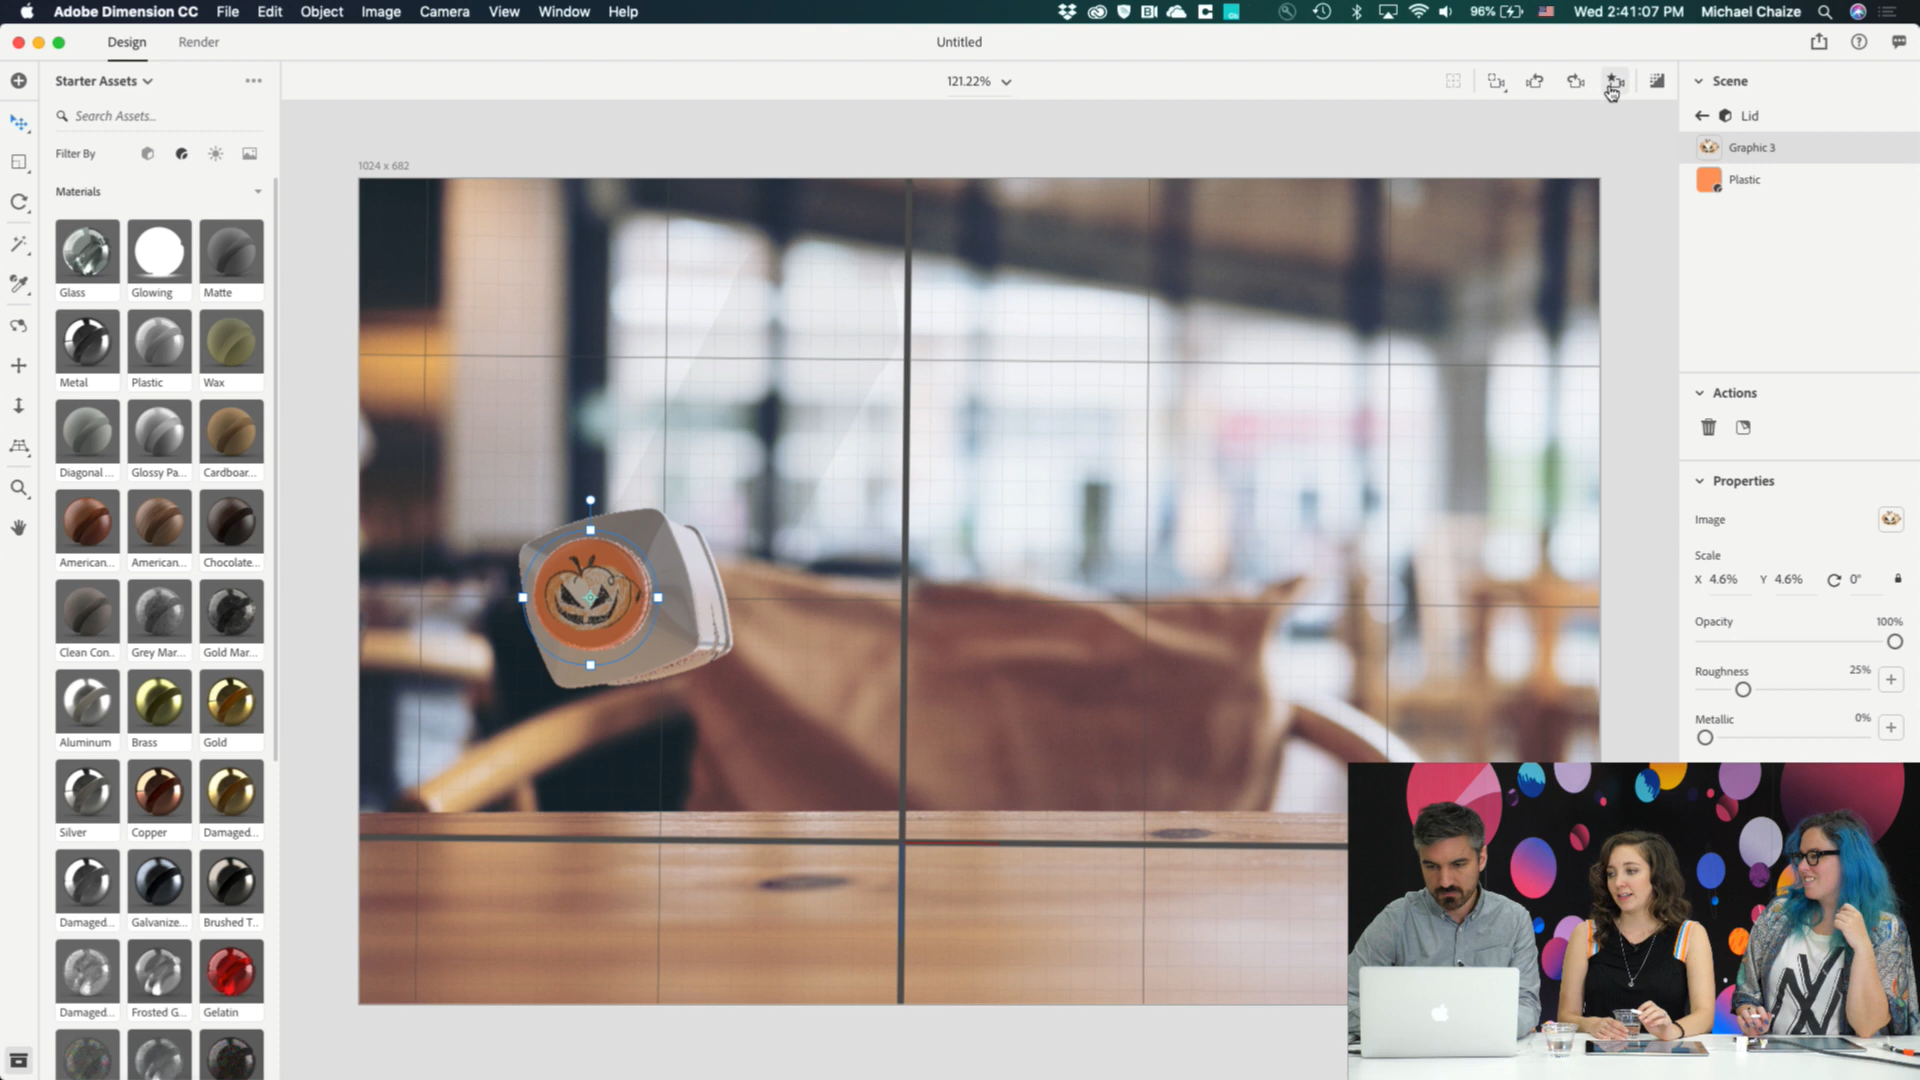 Adobe Dimension CC File Edit Object Image Camera View Window Help 96% Wed 2:41:07 PM Michael Chaize
Design Render Untitled
Starter Assets 121.22% Scene
Search Assets... Lid
Filter By Graphic 3
Materials 1024 x 682 Plastic
Glass Glowing Matte
Metal Plastic Wax
Diagonal ... Glossy Pa... Cardboar...
American... American... Chocolate...
Clean Con.. Grey Mar... Gold Mar...
Aluminum Brass Gold
Silver Copper Damaged...
Damaged... Galvanize... Brushed T...
Damaged... Frosted G... Gelatin
Actions
Properties
Image
Scale
X 4.6% Y 4.6% 0°
Opacity 100%
Roughness 25%
Metallic 0%